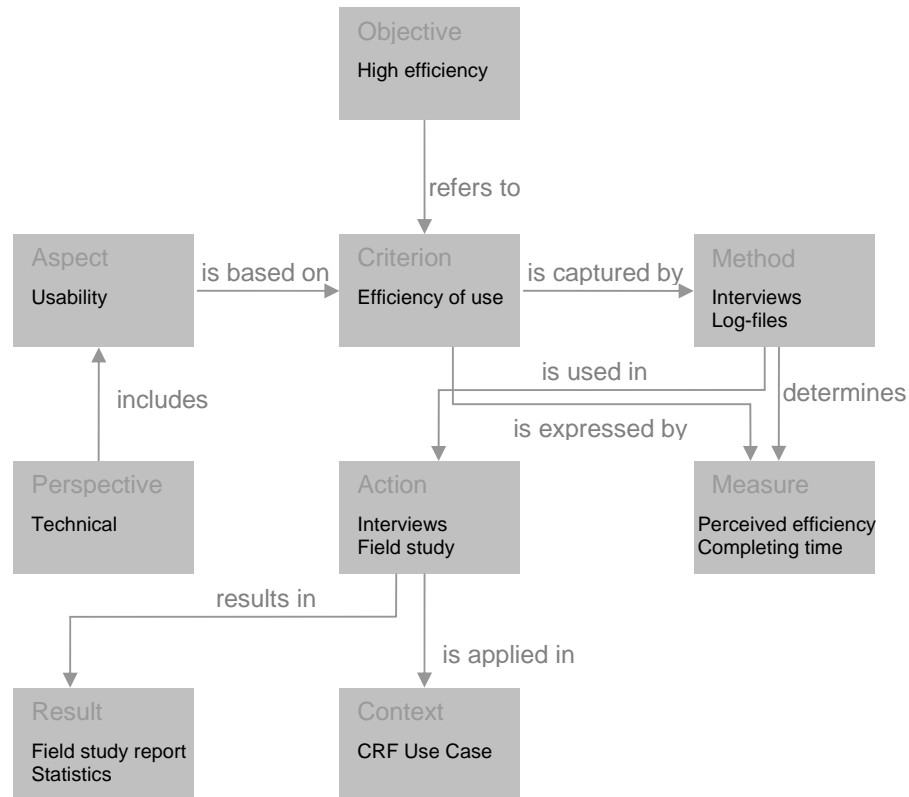 Objective
High efficiency
refers to
Aspect
Usability
is based on
Criterion
Efficiency of use
is captured by
Method
Interviews
Log-files
includes
is used in
determines
is expressed by
Perspective
Technical
Action
Interviews
Field study
Measure
Perceived efficiency
Completing time
results in
is applied in
Result
Field study report
Statistics
Context
CRF Use Case